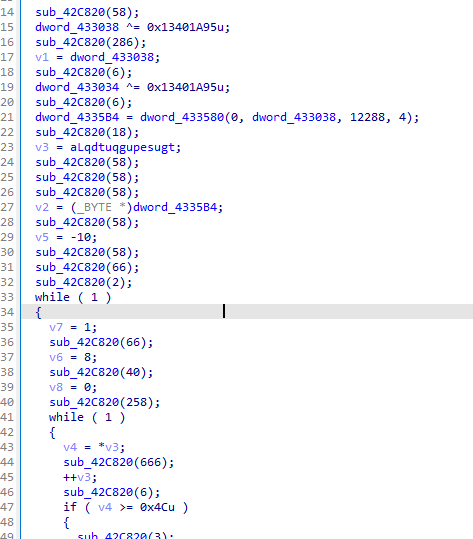 14 sub_42C820(58);
15 dword_433038 ^= 0x13401A95u;
16 sub_42C820(286);
17 v1 = dword_433038;
18 sub_42C820(6);
19 dword_433034 ^= 0x13401A95u;
20 sub_42C820(6);
21 dword_4335B4 = dword_433580(0, dword_433038, 12288, 4);
22 sub_42C820(18);
23 v3 = aLqdtuqgupesugt;
24 sub_42C820(58);
25 sub_42C820(58);
26 sub_42C820(58);
27 v2 = (_BYTE *)dword_4335B4;
28 sub_42C820(58);
29 v5 = -10;
30 sub_42C820(58);
31 sub_42C820(66);
32 sub_42C820(2);
33 while ( 1 )
34 {
35 v7 = 1;
36 sub_42C820(66);
37 v6 = 8;
38 sub_42C820(40);
39 v8 = 0;
40 sub_42C820(258);
41 while ( 1 )
42 {
43 v4 = *v3;
44 sub_42C820(666);
45 ++v3;
46 sub_42C820(6);
47 if ( v4 >= 0x4Cu )
48 {
49 sub_42C820(3);